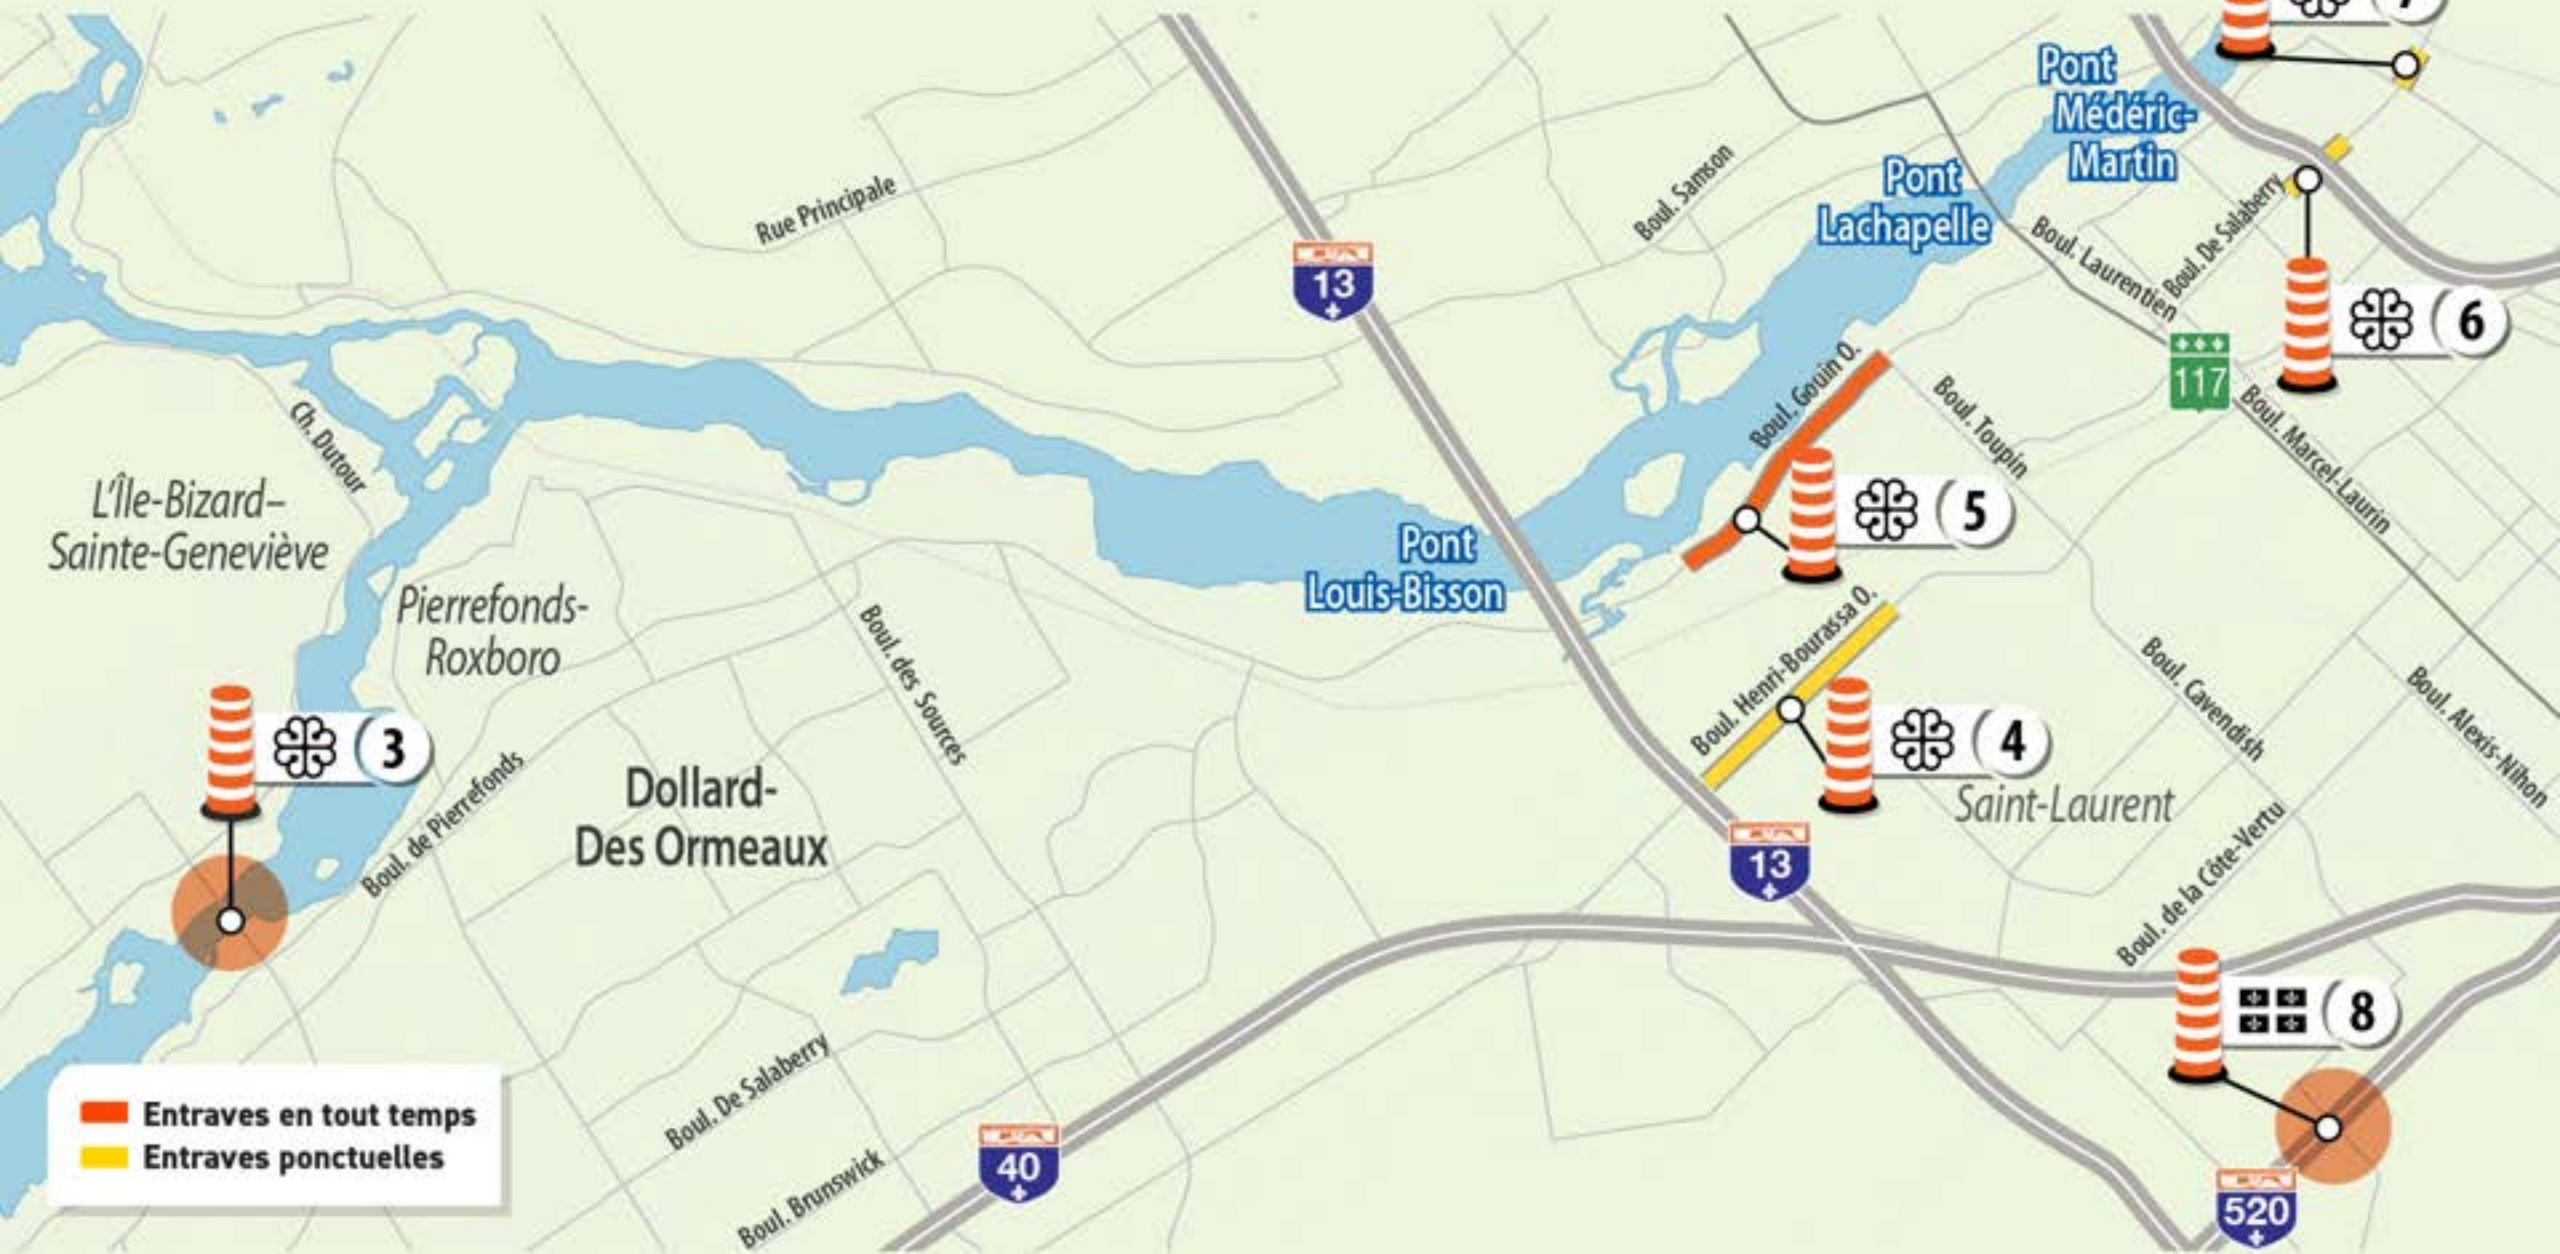 7
Pont
Médéric-
Martin
Boul. Samson
Pont
Lachapelle
Rue Principale
Boul. De Salaberry
Boul. Laurentien
13
6
117
Boul. Gouin O.
Boul. Toupin
Boul. Marcel-Laurin
Ch. Dutour
L'Île-Bizard–
Sainte-Geneviève
5
Pont
Louis-Bisson
Pierrefonds-
Roxboro
Boul. des Sources
Boul. Henri-Bourassa O.
Boul. Cavendish
Boul. Alexis-Nihon
3
4
Saint-Laurent
Boul. de Pierrefonds
Dollard-
Des Ormeaux
13
Boul. de la Côte-Vertu
8
Boul. De Salaberry
Entraves en tout temps
Entraves ponctuelles
40
Boul. Brunswick
520